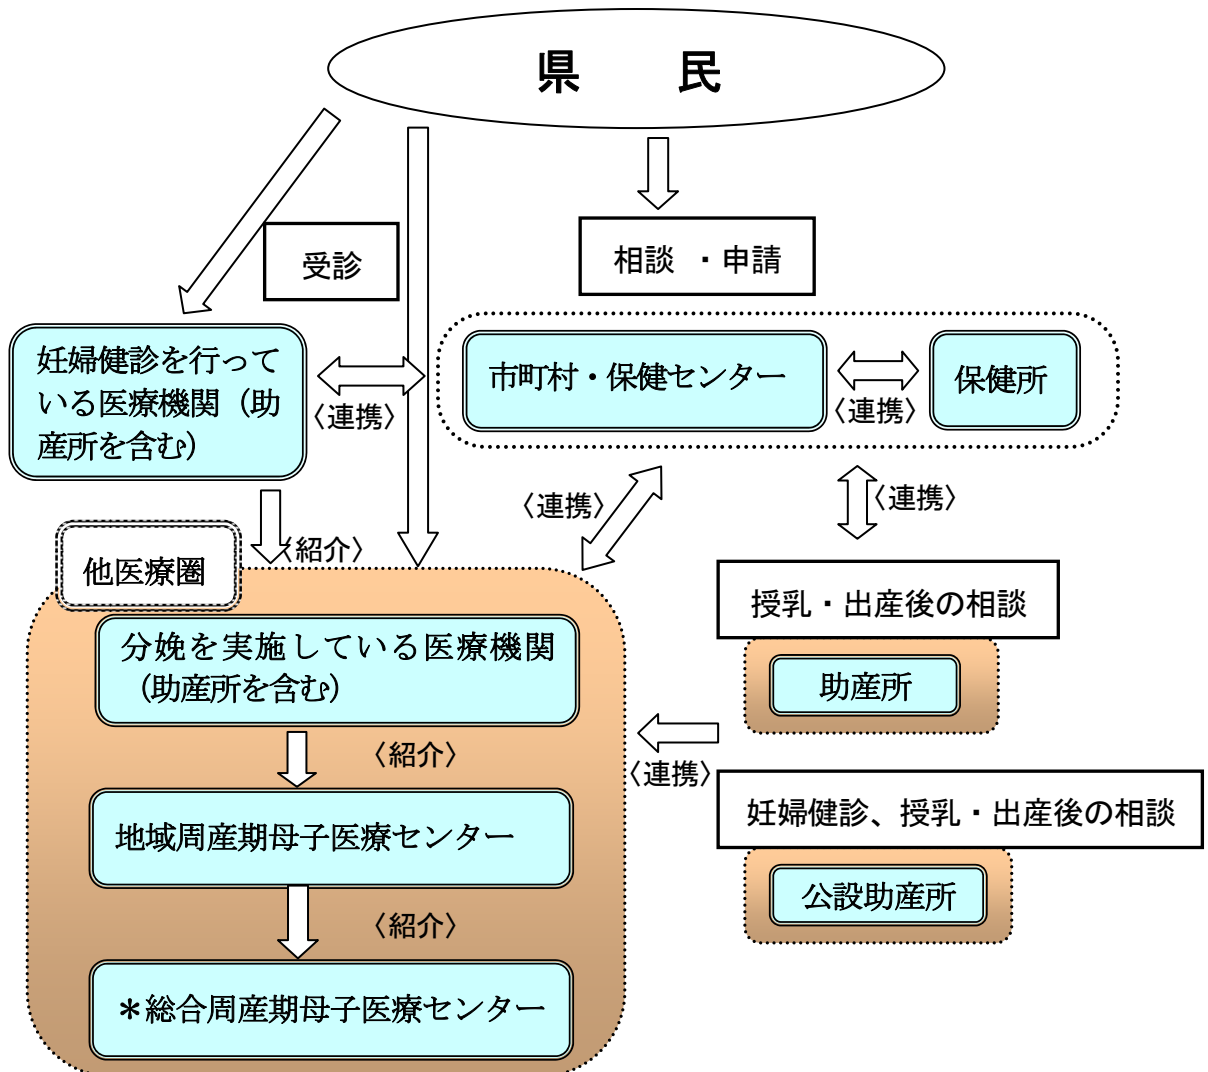 県　　民
受診
相談 ・申請
妊婦健診を行って
いる医療機関（助
産所を含む）
〈連携〉
市町村・保健センター
〈連携〉
保健所
〈連携〉
〈連携〉
〈紹介〉
他医療圏
分娩を実施している医療機関
（助産所を含む）
〈紹介〉
地域周産期母子医療センター
〈紹介〉
＊総合周産期母子医療センター
授乳・出産後の相談
助産所
〈連携〉
妊婦健診、授乳・出産後の相談
公設助産所